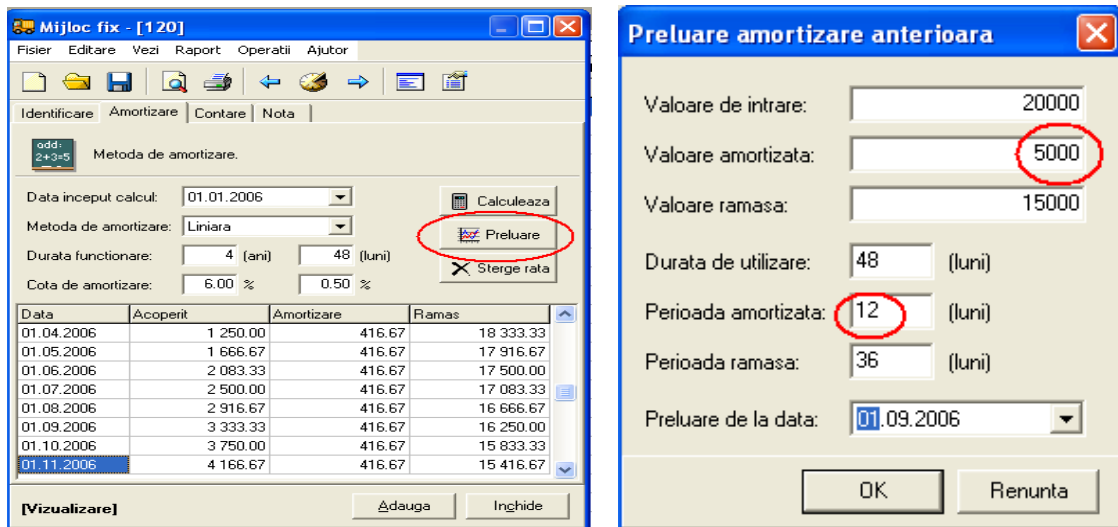 Mijloc fix - [120]
Fisier Editare Vezi Raport Operatii Ajutor
Identificare Amortizare Contare Nota
odd:
2+3=5
Metoda de amortizare.
Data inceput calcul: 01.01.2006
Calculeaza
Metoda de amortizare: Liniara
Preluare
Durata functionare: 4 (ani) 48 (luni)
Sterge rata
Cota de amortizare: 6.00 % 0.50 %
Data Acoperit Amortizare Ramas
01.04.2006 1 250.00 416.67 18 333.33
01.05.2006 1 666.67 416.67 17 916.67
01.06.2006 2 083.33 416.67 17 500.00
01.07.2006 2 500.00 416.67 17 083.33
01.08.2006 2 916.67 416.67 16 666.67
01.09.2006 3 333.33 416.67 16 250.00
01.10.2006 3 750.00 416.67 15 833.33
01.11.2006 4 166.67 416.67 15 416.67
[Vizualizare] Adauga Inchide
Preluare amortizare anterioara
Valoare de intrare: 20000
Valoare amortizata: 5000
Valoare ramasa: 15000
Durata de utilizare: 48 (luni)
Perioada amortizata: 12 (luni)
Perioada ramasa: 36 (luni)
Preluare de la data: 01.09.2006
OK Renunta